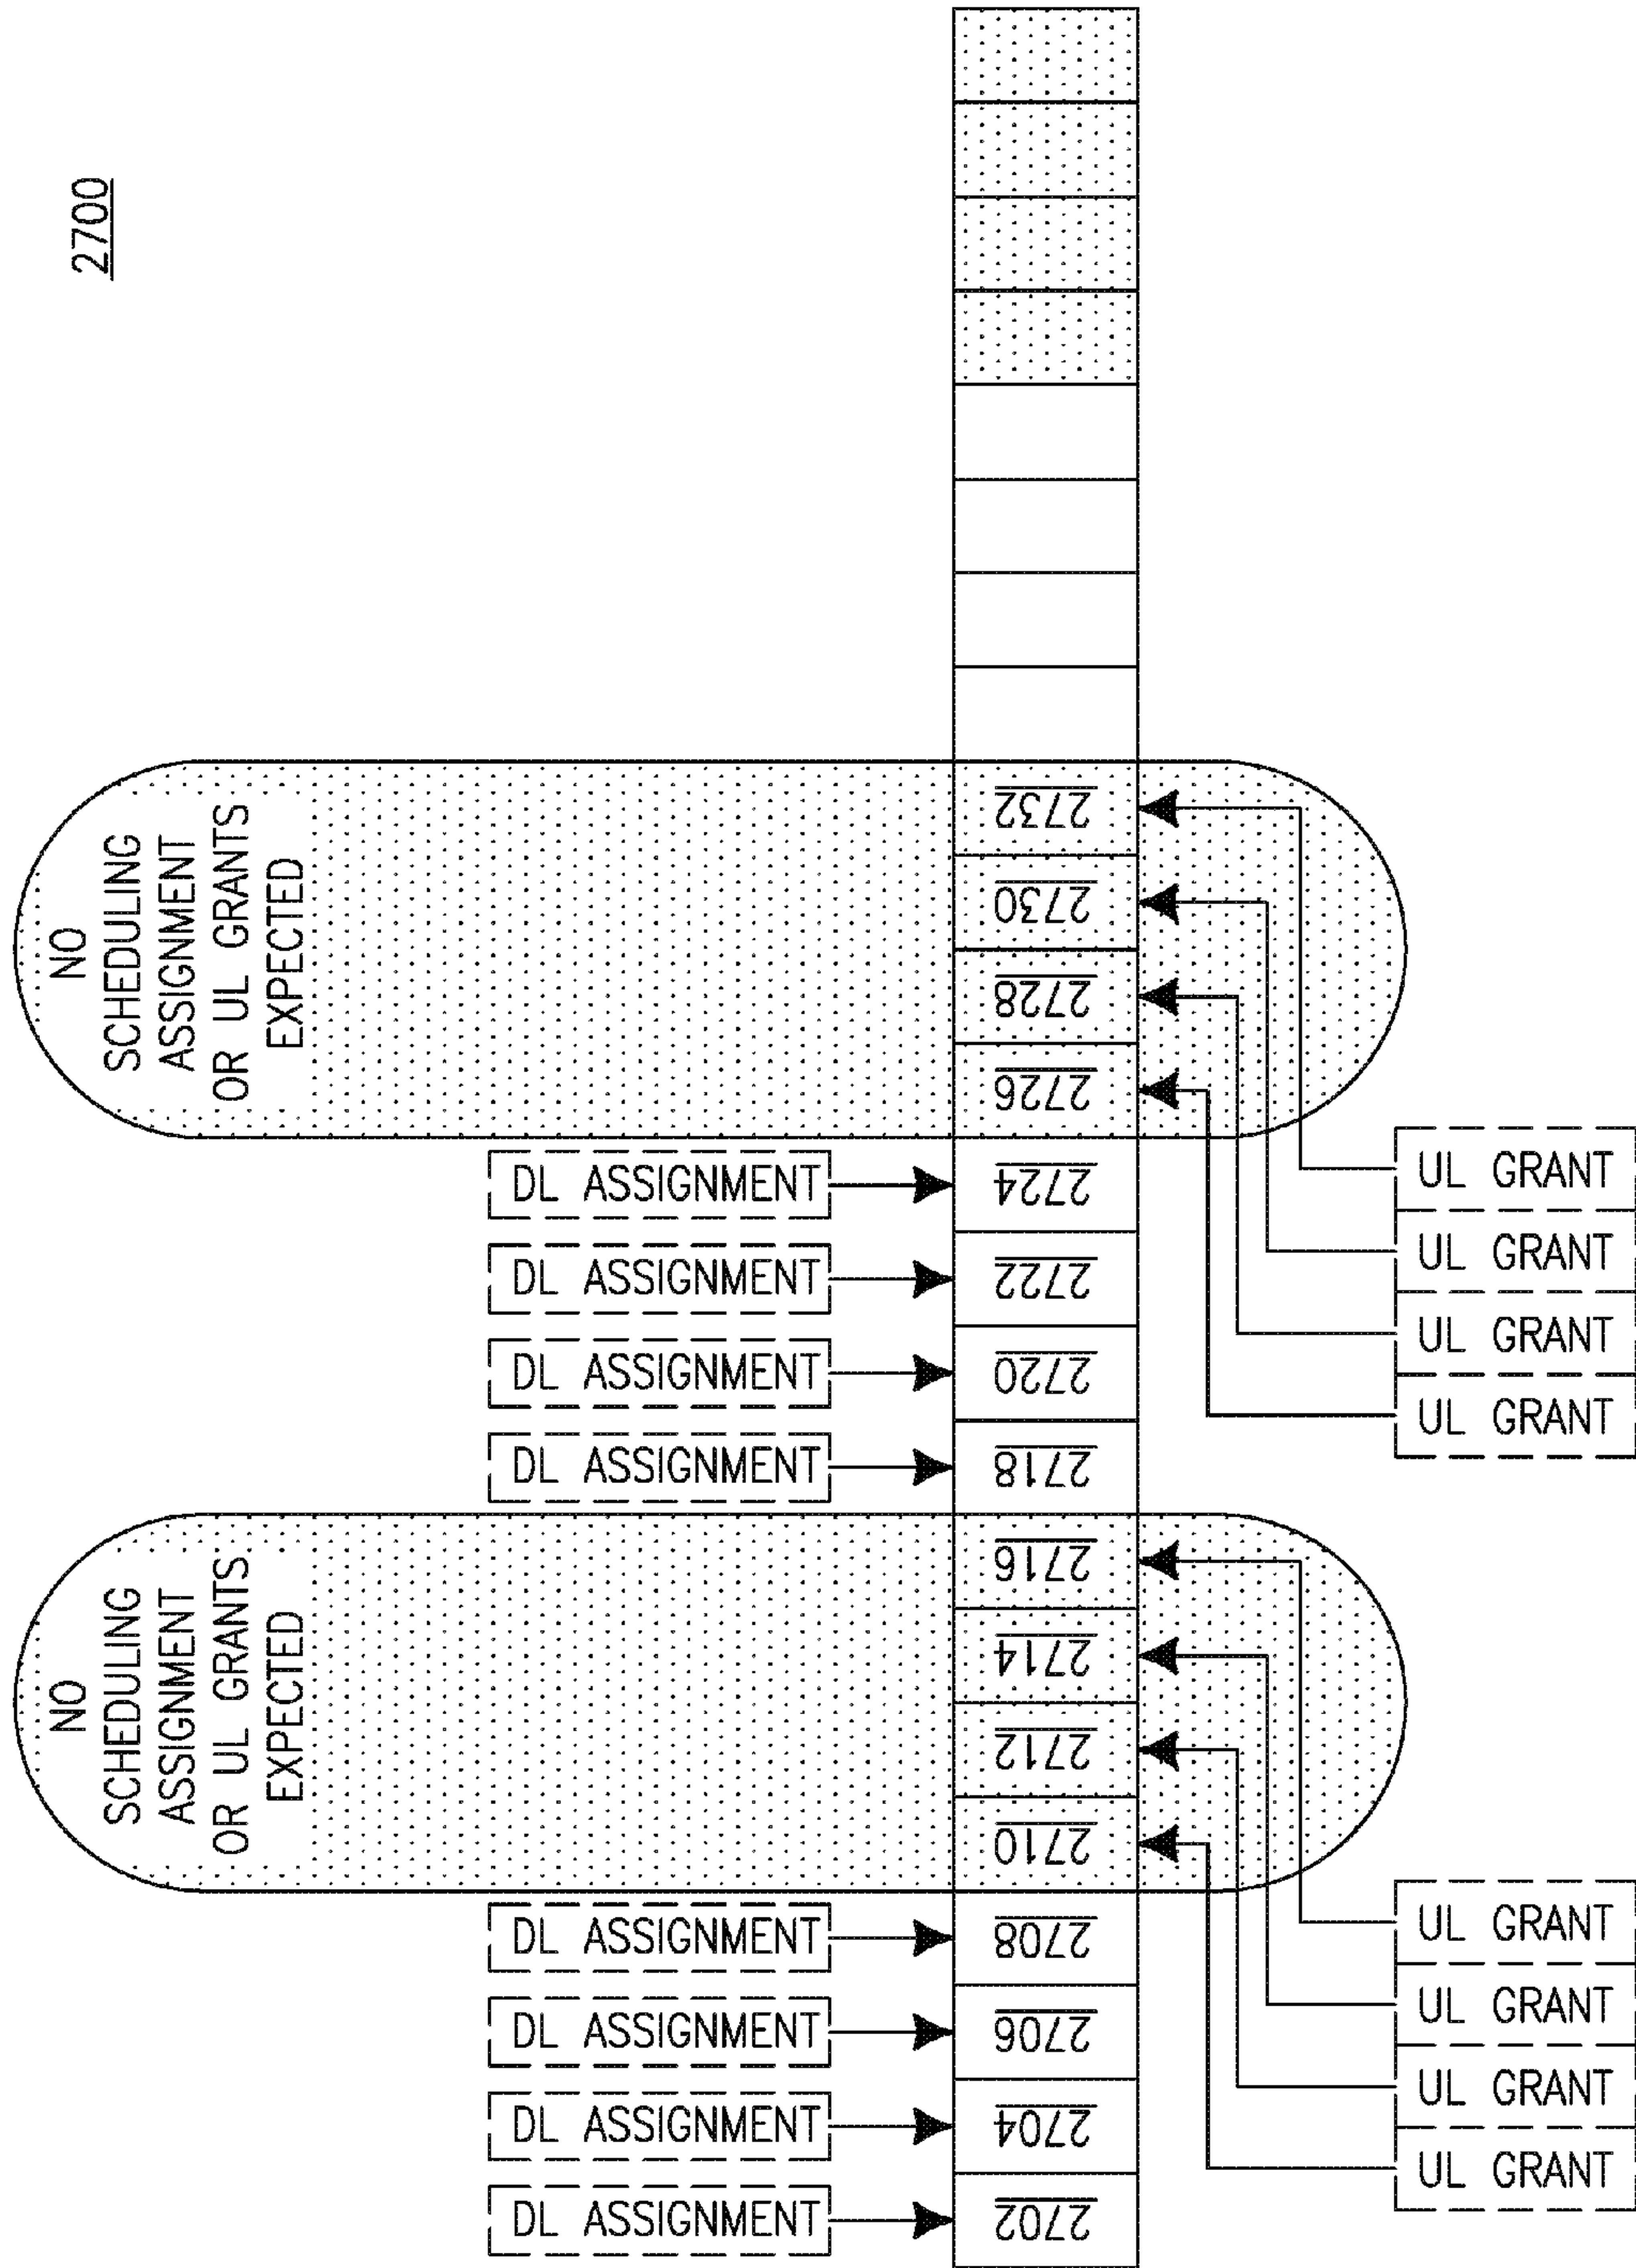 2700
NO
SCHEDULING
ASSIGNMENT
OR UL GRANTS
EXPECTED
NO
SCHEDULING
ASSIGNMENT
OR UL GRANTS
EXPECTED
DL ASSIGNMENT
DL ASSIGNMENT
DL ASSIGNMENT
DL ASSIGNMENT
DL ASSIGNMENT
DL ASSIGNMENT
DL ASSIGNMENT
DL ASSIGNMENT
2732
2730
2728
2726
2724
2722
2720
2718
2716
2714
2712
2710
2708
2706
2704
2702
UL GRANT
UL GRANT
UL GRANT
UL GRANT
UL GRANT
UL GRANT
UL GRANT
UL GRANT